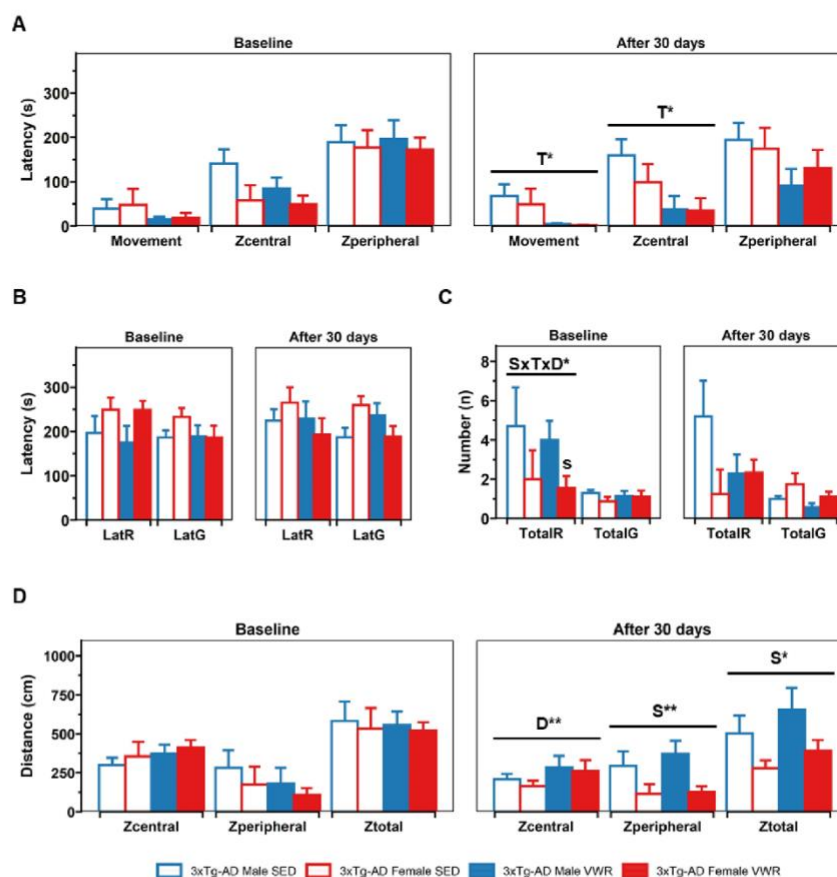 A
Baseline
After 30 days
Latency (s)
300
200
100
0
T*
T*
Movement
Zcentral
Zperipheral
Movement
Zcentral
Zperipheral
B
C
Baseline
After 30 days
Baseline
After 30 days
Latency (s)
300
200
100
0
LatR
LatG
LatR
LatG
Number (n)
8
6
4
2
0
SxTxD*
s
TotalR
TotalG
TotalR
TotalG
D
Baseline
After 30 days
Distance (cm)
1000
750
500
250
0
D**
S**
S*
Zcentral
Zperipheral
Ztotal
Zcentral
Zperipheral
Ztotal
3xTg-AD Male SED
3xTg-AD Female SED
3xTg-AD Male VWR
3xTg-AD Female VWR